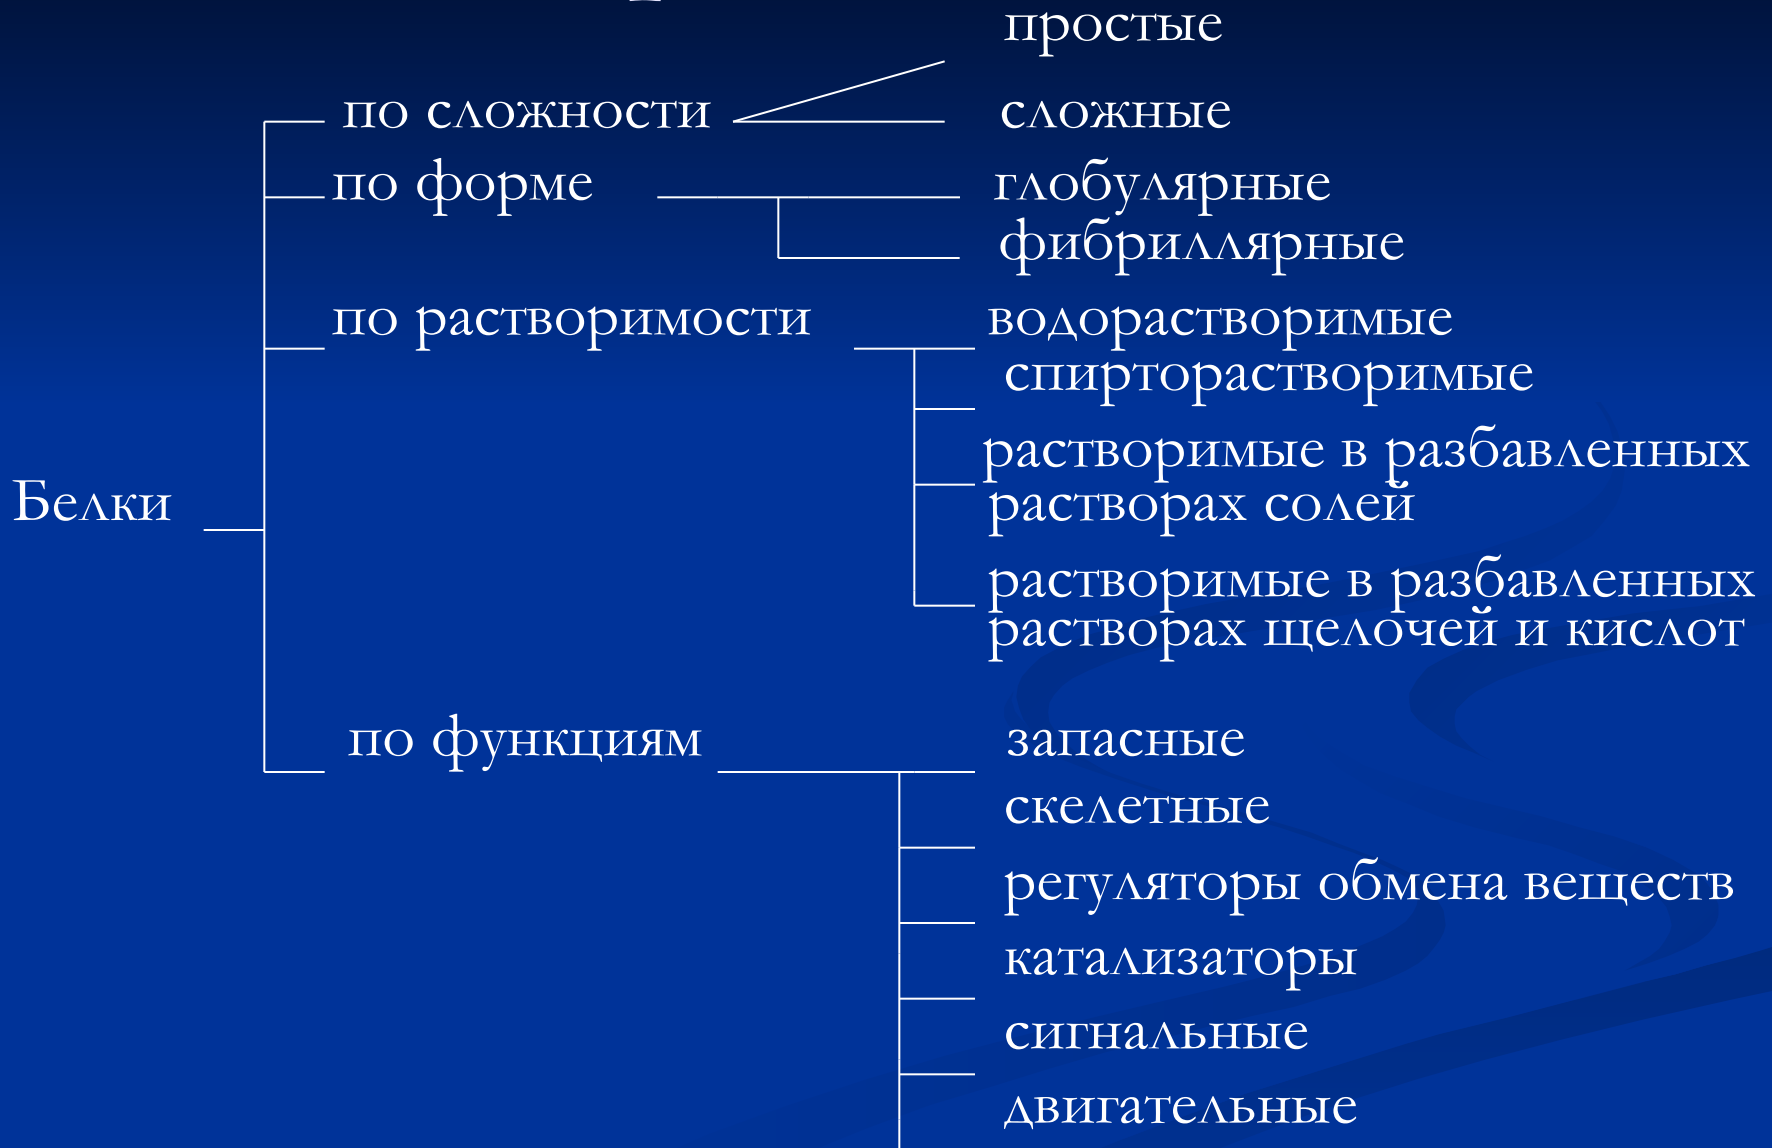 простые
по сложности сложные
по форме глобулярные
фибриллярные
по растворимости водорастворимые
спирторастворимые
растворимые в разбавленных
Белки растворах солей
растворимые в разбавленных
растворах щелочей и кислот
по функциям запасные
скелетные
регуляторы обмена веществ
катализаторы
сигнальные
двигательные